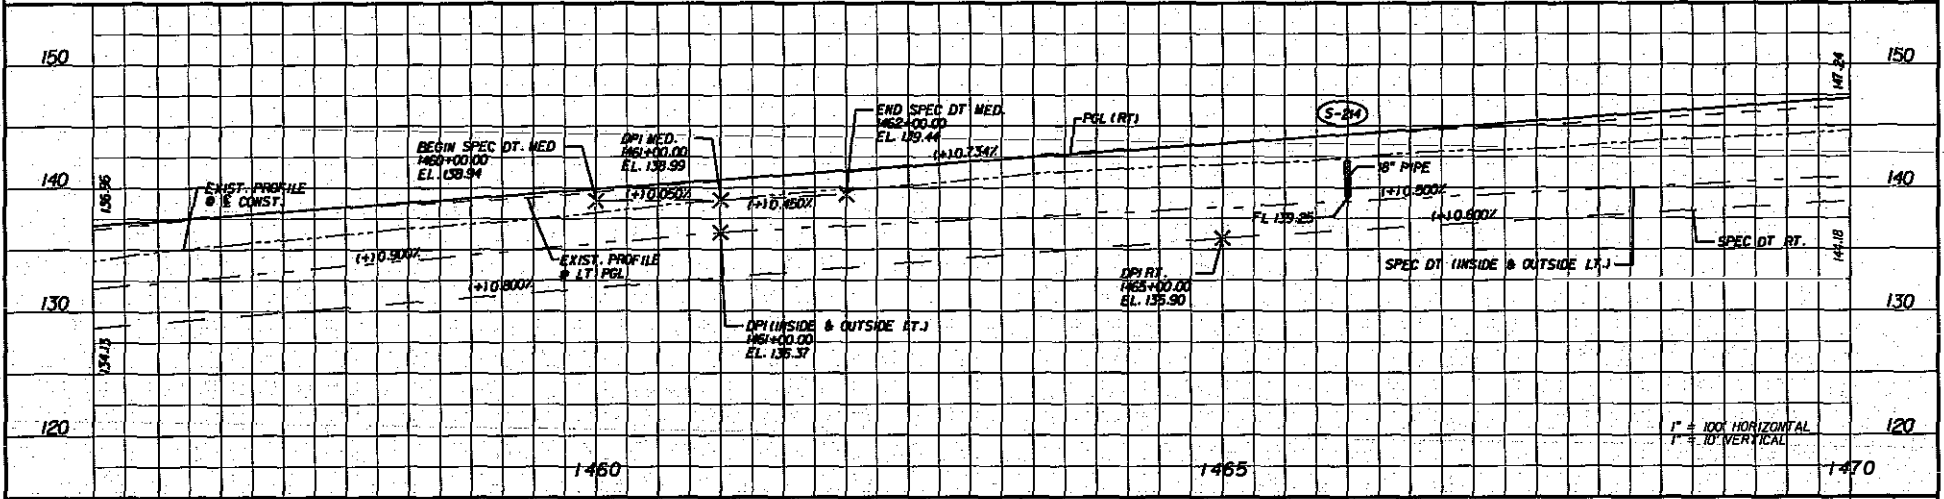 150
140
130
120
136.96
134.13
EXIST. PROFILE
@ ℄ CONST.
BEGIN SPEC DT. MED
1460+00.00
EL. 138.94
DPI MED.
1461+00.00
EL. 138.99
END SPEC DT MED.
1462+00.00
EL. 139.44
PGL (RT)
(+)0.734%
S-214
18" PIPE
(+)0.050%
(+)0.450%
(+)0.500%
FL 139.25
(+)0.600%
(+)0.900%
(+)0.800%
EXIST. PROFILE
@ LT PGL
DPI RT.
1465+00.00
EL. 135.90
SPEC DT (INSIDE & OUTSIDE LT.)
SPEC DT RT.
DPI (INSIDE & OUTSIDE LT.)
1461+00.00
EL. 136.37
147.24
144.18
150
140
130
120
1" = 100' HORIZONTAL
1" = 10' VERTICAL
1460
1465
1470